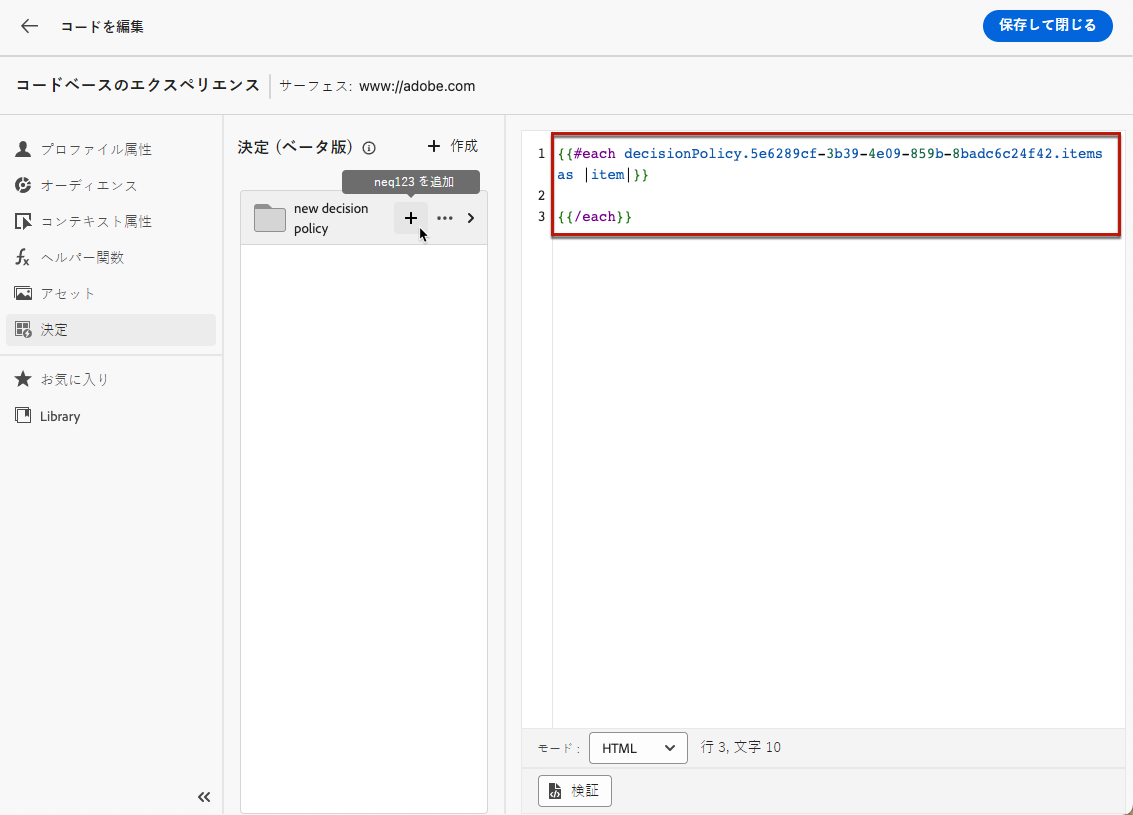 コードを編集
保存して閉じる
コードベースのエクスペリエンス
サーフェス: www://adobe.com
プロファイル属性
オーディエンス
コンテキスト属性
ヘルパー関数
アセット
決定
お気に入り
Library
決定 (ベータ版)
+ 作成
neq123 を追加
new decision
policy
1 {{#each decisionPolicy.5e6289cf-3b39-4e09-859b-8badc6c24f42.items
as |item|}}
2
3 {{/each}}
モード : HTML 行 3, 文字 10
検証